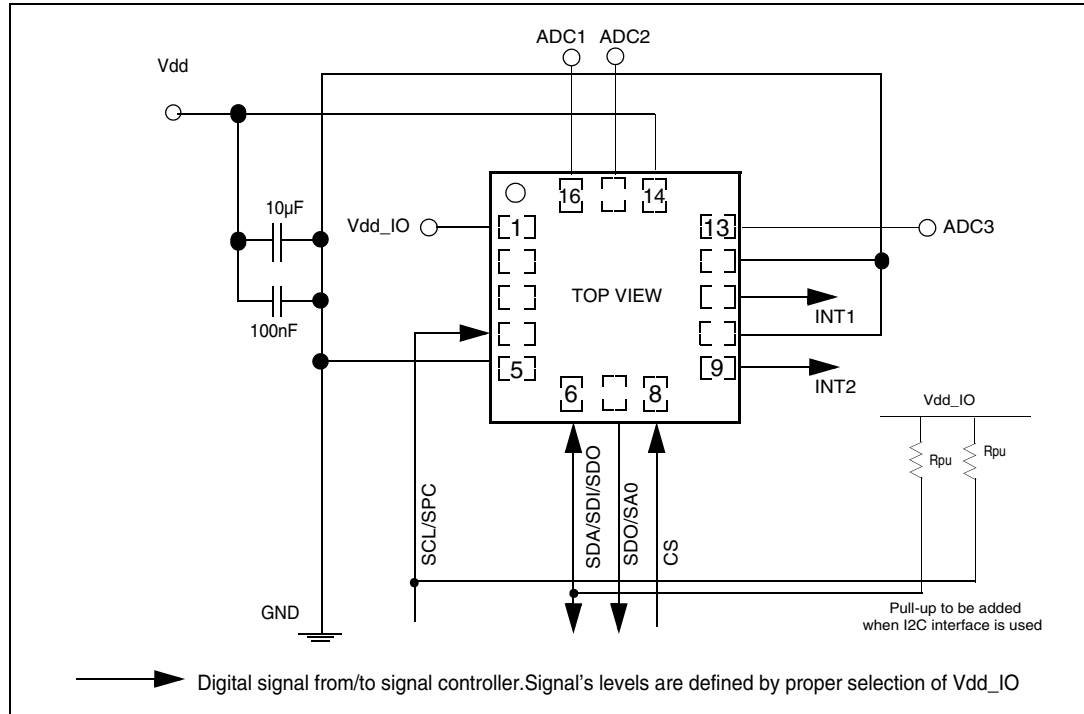 ADC1 ADC2
Vdd
16 14
10µF
Vdd_IO 1 13 ADC3
TOP VIEW
INT1
100nF
5 9
INT2
6 8
Vdd_IO
Rpu Rpu
SCL/SPC
SDA/SDI/SDO
SDO/SA0
CS
GND
Pull-up to be added
when I2C interface is used
Digital signal from/to signal controller.Signal's levels are defined by proper selection of Vdd_IO